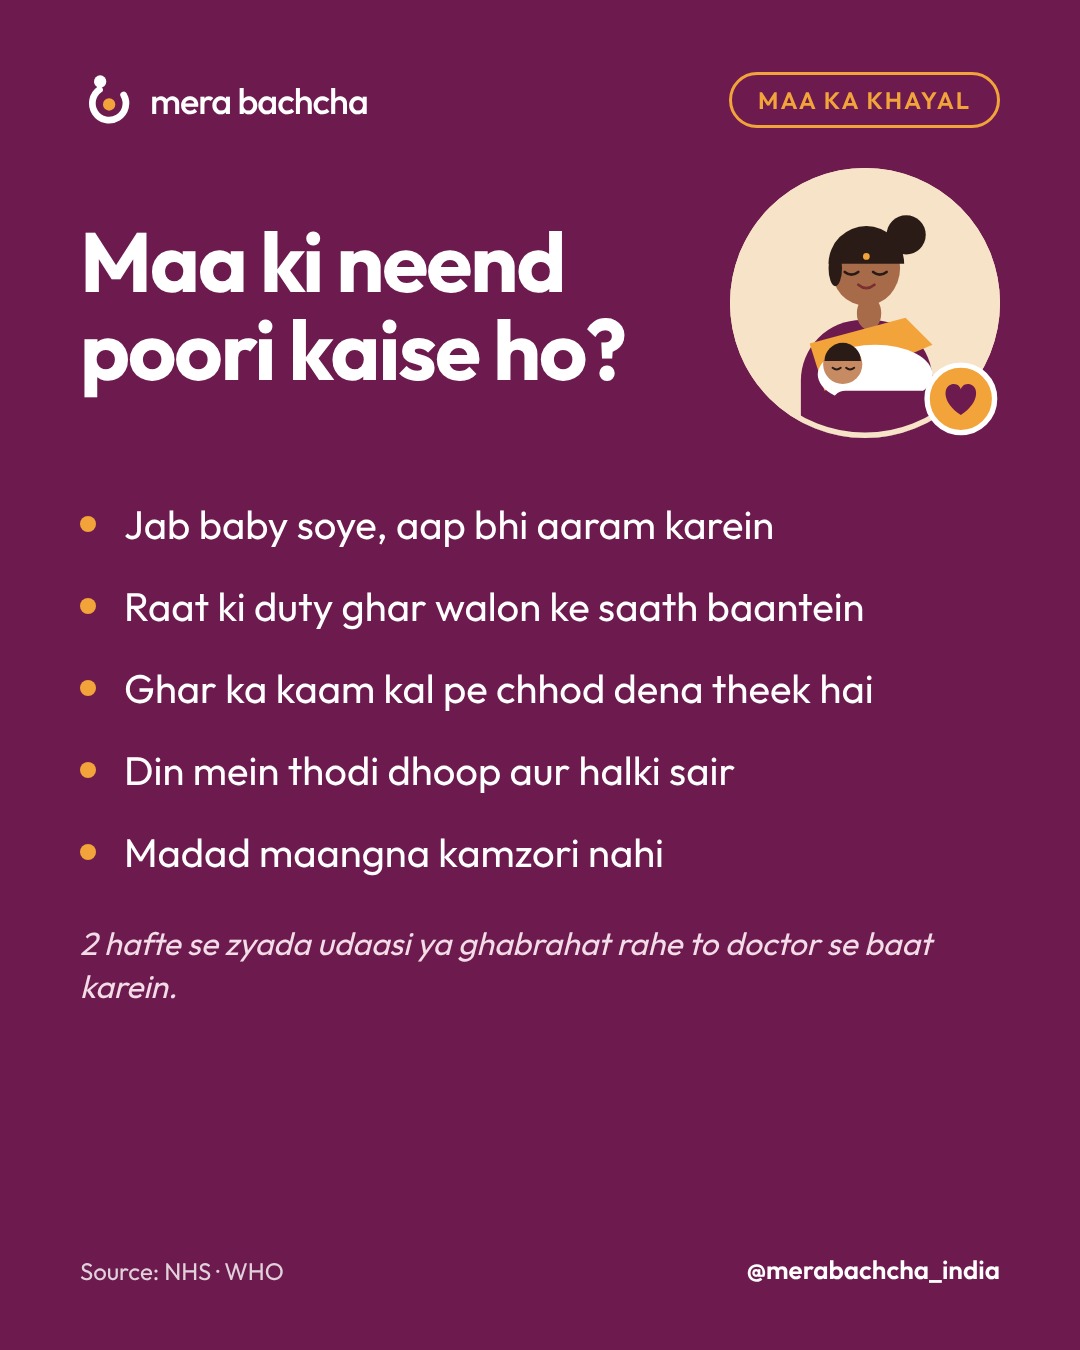 mera bachcha
MAA KA KHAYAL
Maa ki neend
poori kaise ho?
Jab baby soye, aap bhi aaram karein
Raat ki duty ghar walon ke saath baantein
Ghar ka kaam kal pe chhod dena theek hai
Din mein thodi dhoop aur halki sair
Madad maangna kamzori nahi
2 hafte se zyada udaasi ya ghabrahat rahe to doctor se baat
karein.
Source: NHS · WHO
@merabachcha_india